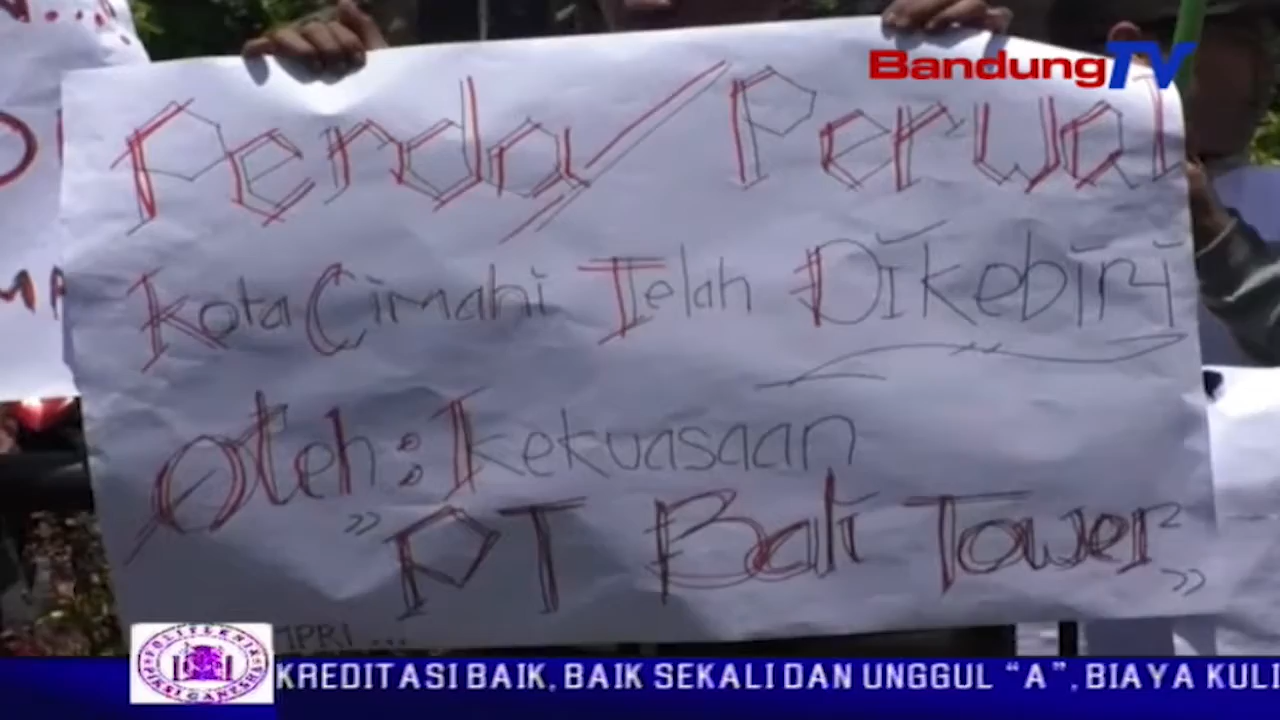 BandungTV
Perda/Perwal
Kota Cimahi Telah Dikebiri
Oleh : Kekuasaan
"PT Bali Tower"
MPRI ...
KREDITASI BAIK, BAIK SEKALI DAN UNGGUL “A”, BIAYA KULI